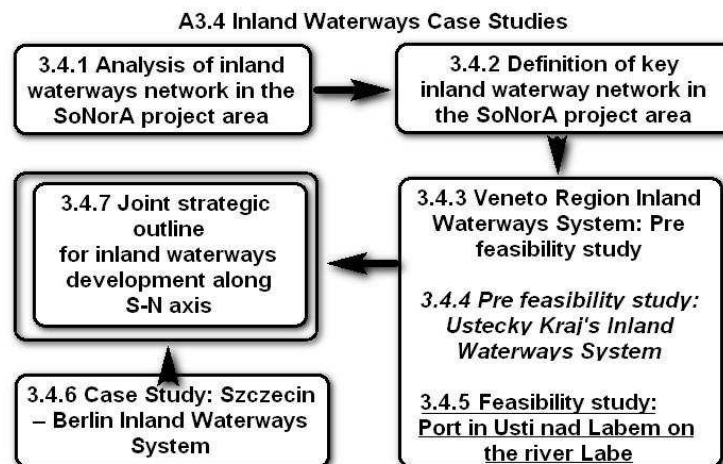 A3.4 Inland Waterways Case Studies
3.4.1 Analysis of inland
waterways network in the
SoNorA project area
3.4.2 Definition of key
inland waterway network in
the SoNorA project area
3.4.3 Veneto Region Inland
Waterways System: Pre
feasibility study
3.4.4 Pre feasibility study:
Ustecky Kraj's Inland
Waterways System
3.4.5 Feasibility study:
Port in Usti nad Labem on
the river Labe
3.4.7 Joint strategic
outline
for inland waterways
development along
S-N axis
3.4.6 Case Study: Szczecin
– Berlin Inland Waterways
System